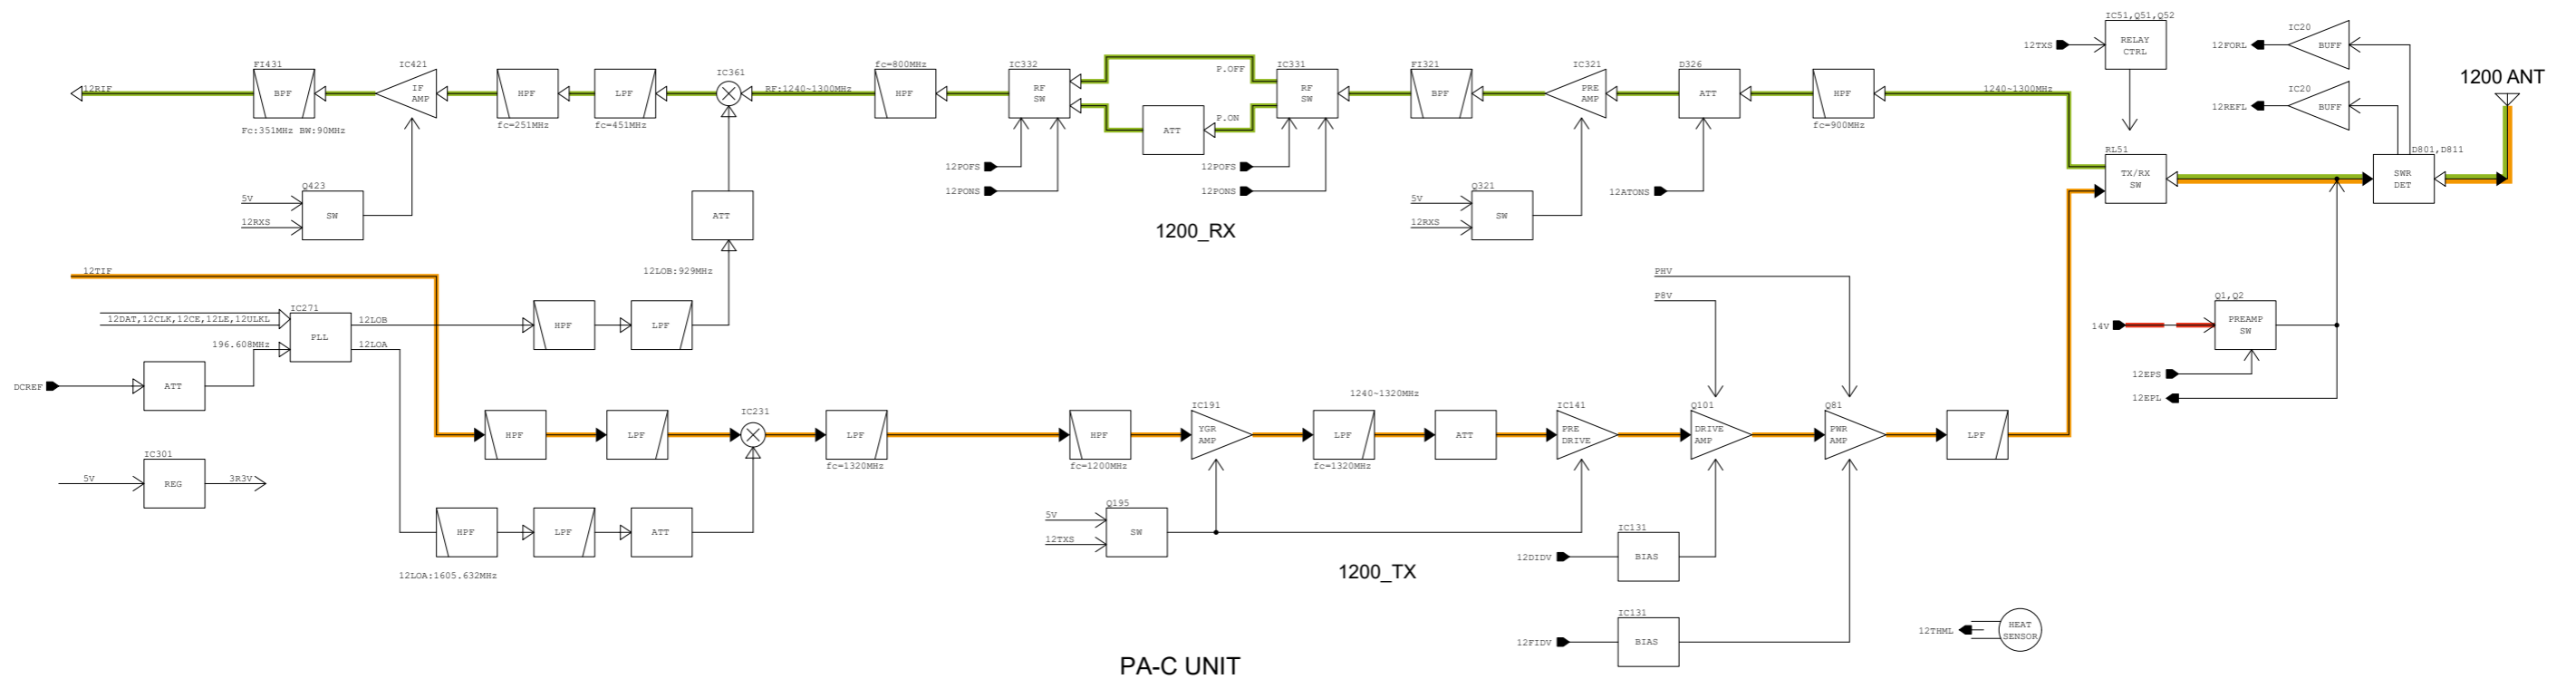 IC51,Q51,Q52
RELAY
CTRL
12TXS
IC20
BUFF
12FORL
IC20
BUFF
12REFL
1200 ANT
FI431
BPF
12RIF
Fc:351MHz BW:90MHz
IC421
IF
AMP
HPF
fc=251MHz
LPF
fc=451MHz
IC361
RF:1240~1300MHz
fc=800MHz
HPF
IC332
RF
SW
P.OFF
P.ON
ATT
IC331
RF
SW
FI321
BPF
IC321
PRE
AMP
D326
ATT
HPF
fc=900MHz
1240~1300MHz
RL51
TX/RX
SW
D801,D811
SWR
DET
12POFS
12PONS
12POFS
12PONS
12ATONS
Q423
SW
5V
12RXS
ATT
1200_RX
Q321
SW
5V
12RXS
12TIF
12LOB:929MHz
12DAT,12CLK,12CE,12LE,12ULKL
IC271
PLL
12LOB
12LOA
196.608MHz
HPF
LPF
DCREF
ATT
PHV
P8V
Q1,Q2
PREAMP
SW
14V
12EPS
12EPL
HPF
LPF
IC231
LPF
fc=1320MHz
HPF
fc=1200MHz
IC191
YGR
AMP
LPF
fc=1320MHz
1240~1320MHz
ATT
IC141
PRE
DRIVE
Q101
DRIVE
AMP
Q81
PWR
AMP
LPF
IC301
REG
5V
3R3V
HPF
LPF
ATT
12LOA:1605.632MHz
Q195
SW
5V
12TXS
1200_TX
IC131
BIAS
12DIDV
IC131
BIAS
12FIDV
12THML
HEAT
SENSOR
PA-C UNIT